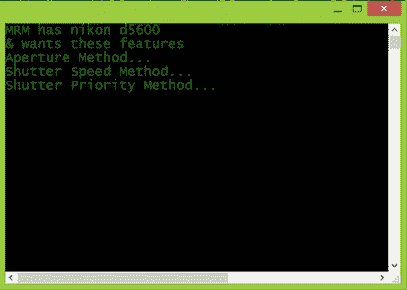 MRM has nikon d5600
& wants these features
Aperture Method...
Shutter Speed Method...
Shutter Priority Method...